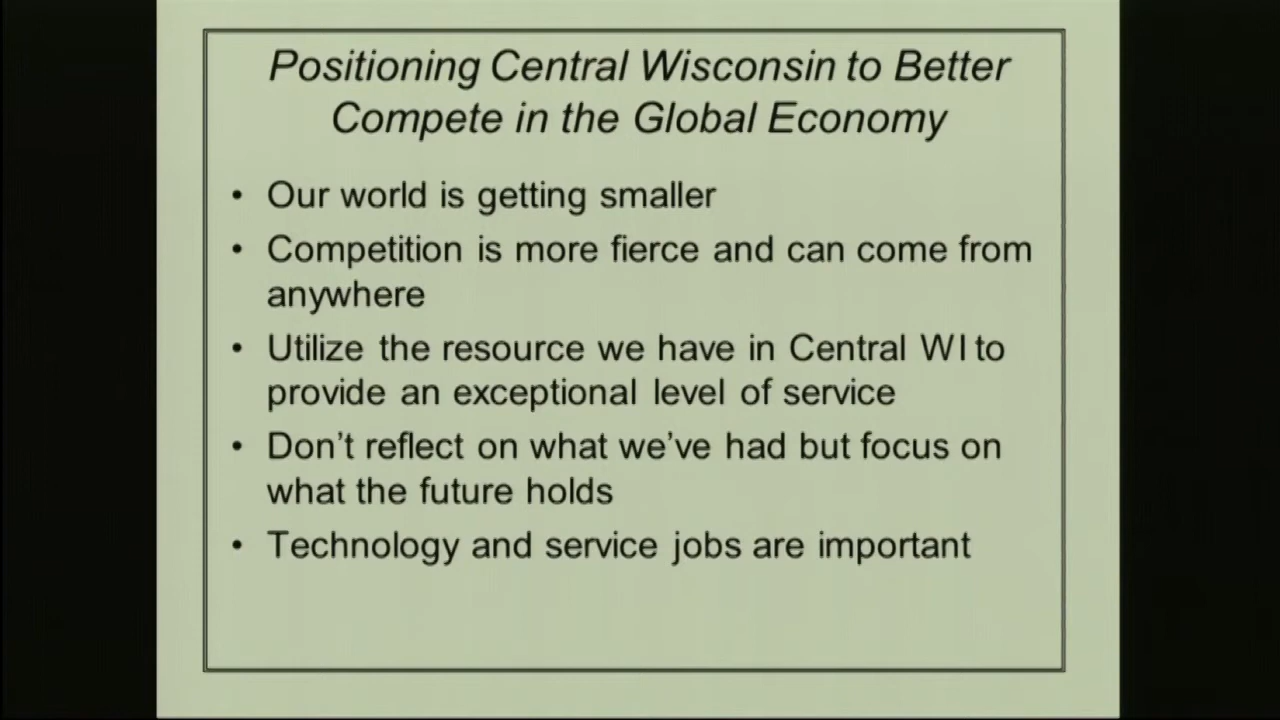 Positioning Central Wisconsin to Better
Compete in the Global Economy
• Our world is getting smaller
• Competition is more fierce and can come from
anywhere
• Utilize the resource we have in Central WI to
provide an exceptional level of service
• Don't reflect on what we've had but focus on
what the future holds
• Technology and service jobs are important